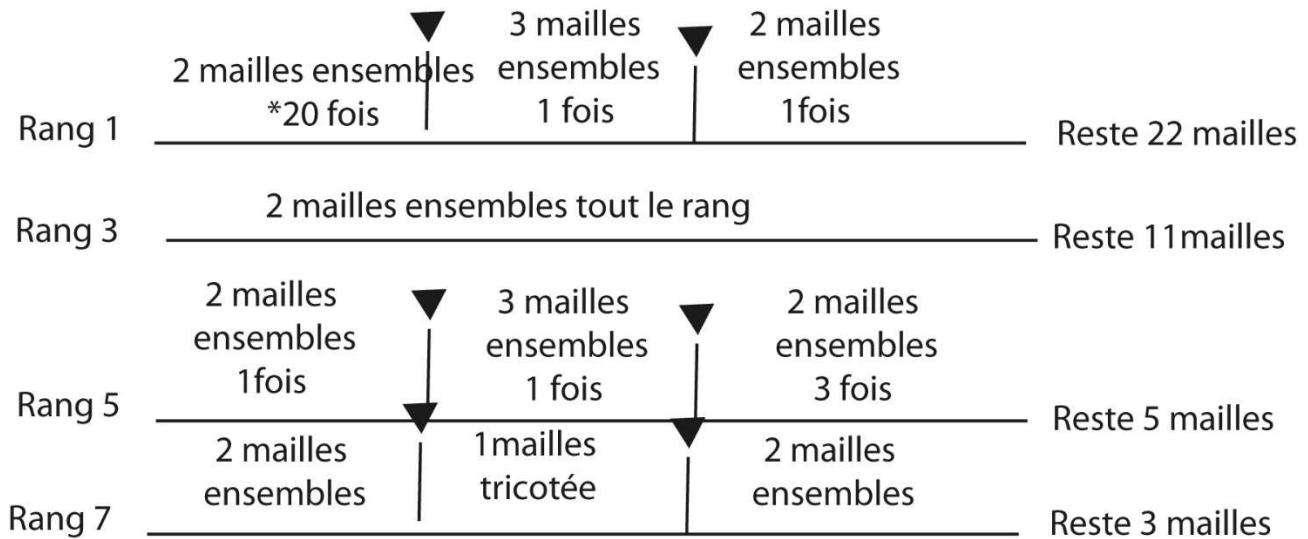 2 mailles ensembles
*20 fois
3 mailles
ensembles
1 fois
2 mailles
ensembles
1fois
Rang 1
Reste 22 mailles
2 mailles ensembles tout le rang
Rang 3
Reste 11mailles
2 mailles
ensembles
1fois
3 mailles
ensembles
1 fois
2 mailles
ensembles
3 fois
Rang 5
Reste 5 mailles
2 mailles
ensembles
1mailles
tricotée
2 mailles
ensembles
Rang 7
Reste 3 mailles